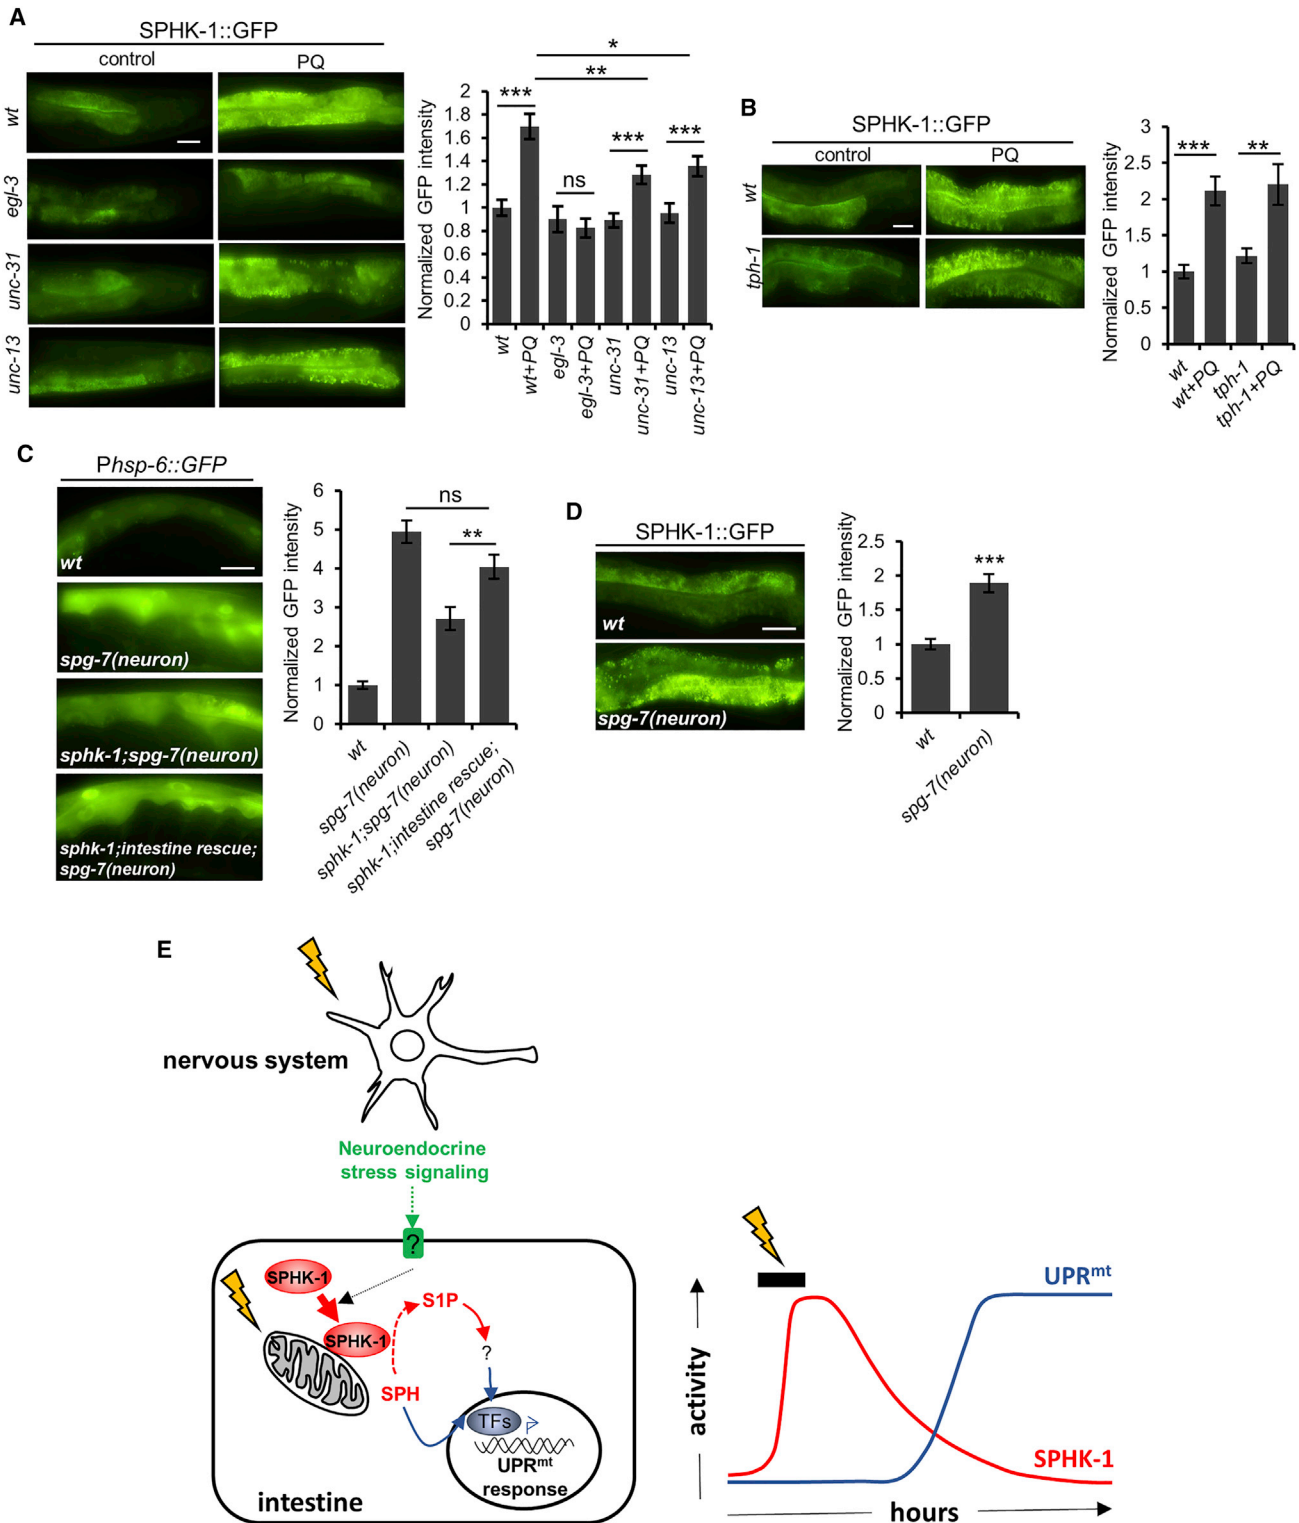 A
SPHK-1::GFP
control
PQ
wt
egl-3
unc-31
unc-13
Normalized GFP intensity
2
1.8
1.6
1.4
1.2
1
0.8
0.6
0.4
0.2
0
***
ns
***
***
**
*
wt
wt+PQ
egl-3
egl-3+PQ
unc-31
unc-31+PQ
unc-13
unc-13+PQ
B
SPHK-1::GFP
control
PQ
wt
tph-1
Normalized GFP intensity
3
2.5
2
1.5
1
0.5
0
***
**
wt
wt+PQ
tph-1
tph-1+PQ
C
Phsp-6::GFP
wt
spg-7(neuron)
sphk-1;spg-7(neuron)
sphk-1;intestine rescue;
spg-7(neuron)
Normalized GFP intensity
6
5
4
3
2
1
0
ns
**
wt
spg-7(neuron)
sphk-1;spg-7(neuron)
sphk-1;intestine rescue;
spg-7(neuron)
D
SPHK-1::GFP
wt
spg-7(neuron)
Normalized GFP intensity
2.5
2
1.5
1
0.5
0
***
wt
spg-7(neuron)
E
nervous system
Neuroendocrine
stress signaling
?
SPHK-1
SPHK-1
S1P
?
SPH
TFs
UPRmt
response
intestine
activity
UPRmt
SPHK-1
hours